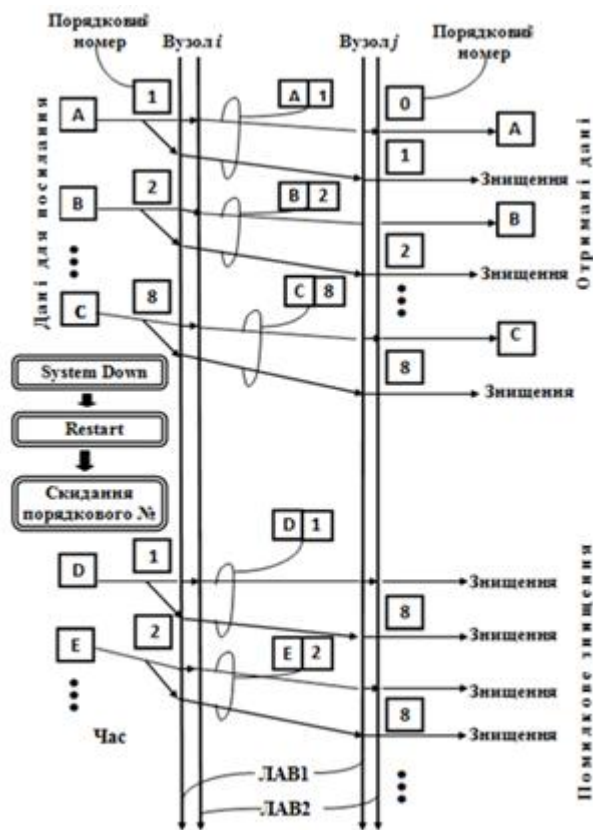 Порядковий
номер
Вузол i
Вузол j
Порядковий
номер
Дані для посилання
Отримані дані
1
A 1
0
A
A
1
Знищення
2
B 2
B
B
2
Знищення
8
C 8
C
C
8
Знищення
System Down
Restart
Скидання
порядкового №
D 1
1
D
Знищення
8
Знищення
2
E 2
E
Знищення
8
Знищення
Помилкове знищення
Час
ЛАВ1
ЛАВ2